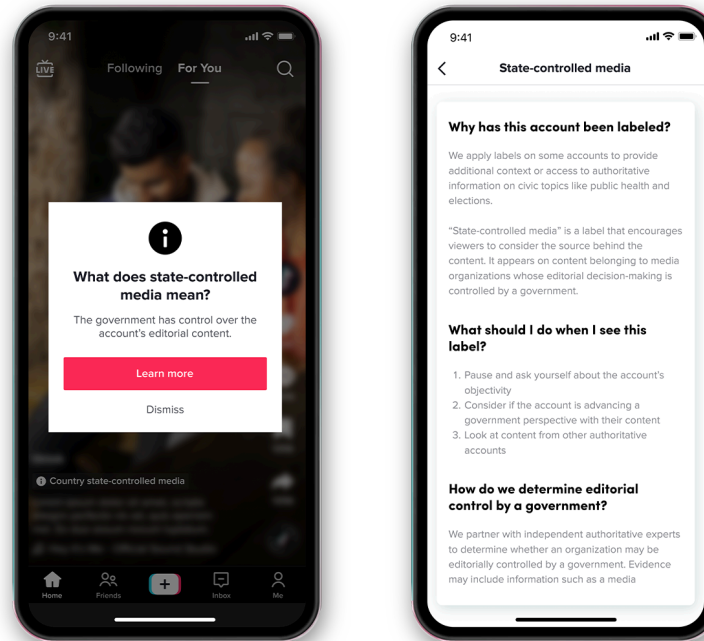 9:41
LIVE
Following For You
What does state-controlled
media mean?
The government has control over the
account's editorial content.
Learn more
Dismiss
Country state-controlled media
Home Friends Inbox Me
9:41
State-controlled media
Why has this account been labeled?
We apply labels on some accounts to provide
additional context or access to authoritative
information on civic topics like public health and
elections.
“State-controlled media” is a label that encourages
viewers to consider the source behind the
content. It appears on content belonging to media
organizations whose editorial decision-making is
controlled by a government.
What should I do when I see this
label?
1. Pause and ask yourself about the account's
objectivity
2. Consider if the account is advancing a
government perspective with their content
3. Look at content from other authoritative
accounts
How do we determine editorial
control by a government?
We partner with independent authoritative experts
to determine whether an organization may be
editorially controlled by a government. Evidence
may include information such as a media